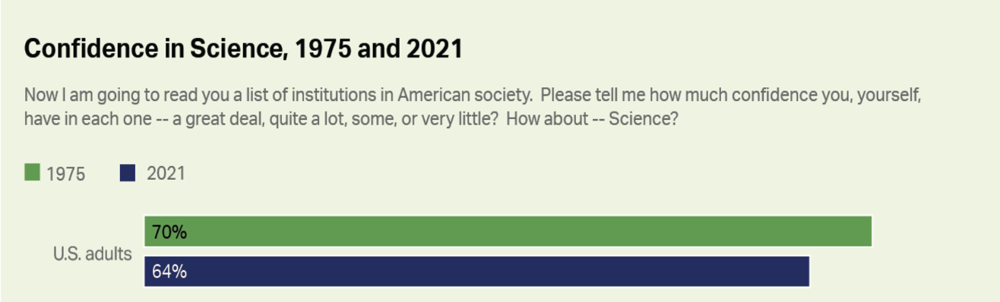 Confidence in Science, 1975 and 2021
Now I am going to read you a list of institutions in American society.  Please tell me how much confidence you, yourself,
have in each one -- a great deal, quite a lot, some, or very little?  How about -- Science?
1975 2021
70%
U.S. adults
64%